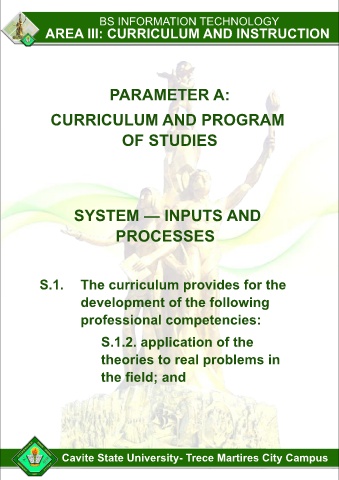 BS INFORMATION TECHNOLOGY
AREA III: CURRICULUM AND INSTRUCTION
PARAMETER A:
CURRICULUM AND PROGRAM
OF STUDIES
SYSTEM — INPUTS AND
PROCESSES
S.1. The curriculum provides for the
development of the following
professional competencies:
S.1.2. application of the
theories to real problems in
the field; and
Cavite State University- Trece Martires City Campus